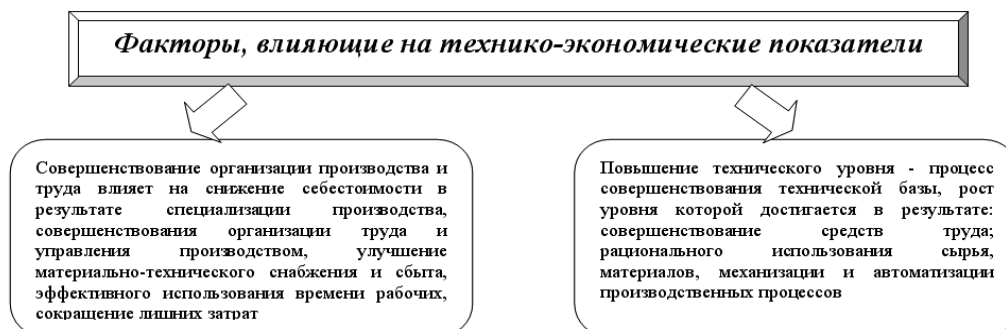 Факторы, влияющие на технико-экономические показатели
Совершенствование организации производства и
труда влияет на снижение себестоимости в
результате специализации производства,
совершенствования организации труда и
управления производством, улучшение
материально-технического снабжения и сбыта,
эффективного использования времени рабочих,
сокращение лишних затрат
Повышение технического уровня - процесс
совершенствования технической базы, рост
уровня которой достигается в результате:
совершенствование средств труда;
рационального использования сырья,
материалов, механизации и автоматизации
производственных процессов